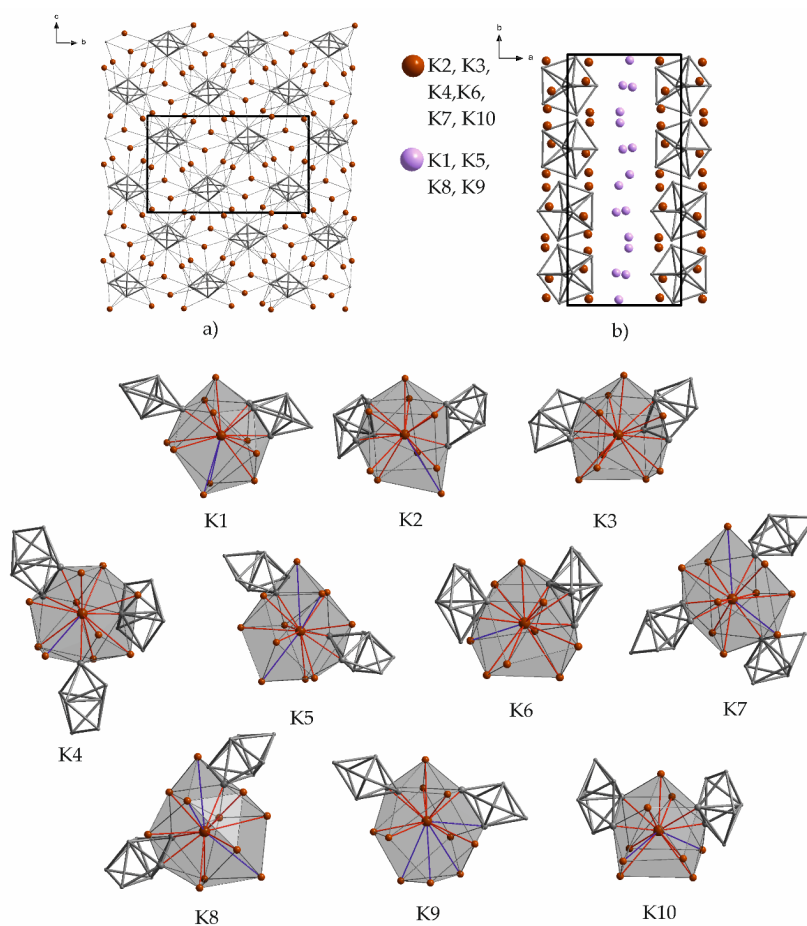 c
b
b
a
K2, K3,
K4,K6,
K7, K10
K1, K5,
K8, K9
a)
b)
K1
K2
K3
K4
K5
K6
K7
K8
K9
K10